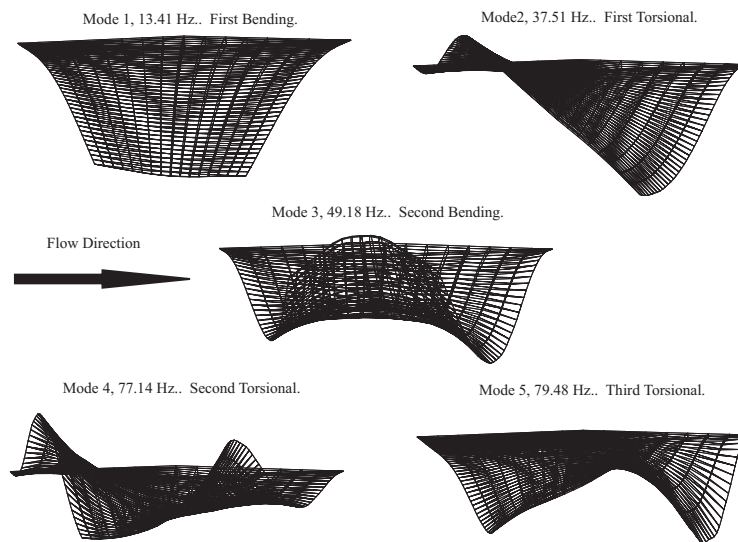 Mode 1, 13.41 Hz.. First Bending.
Mode2, 37.51 Hz.. First Torsional.
Mode 3, 49.18 Hz.. Second Bending.
Flow Direction
Mode 4, 77.14 Hz.. Second Torsional.
Mode 5, 79.48 Hz.. Third Torsional.